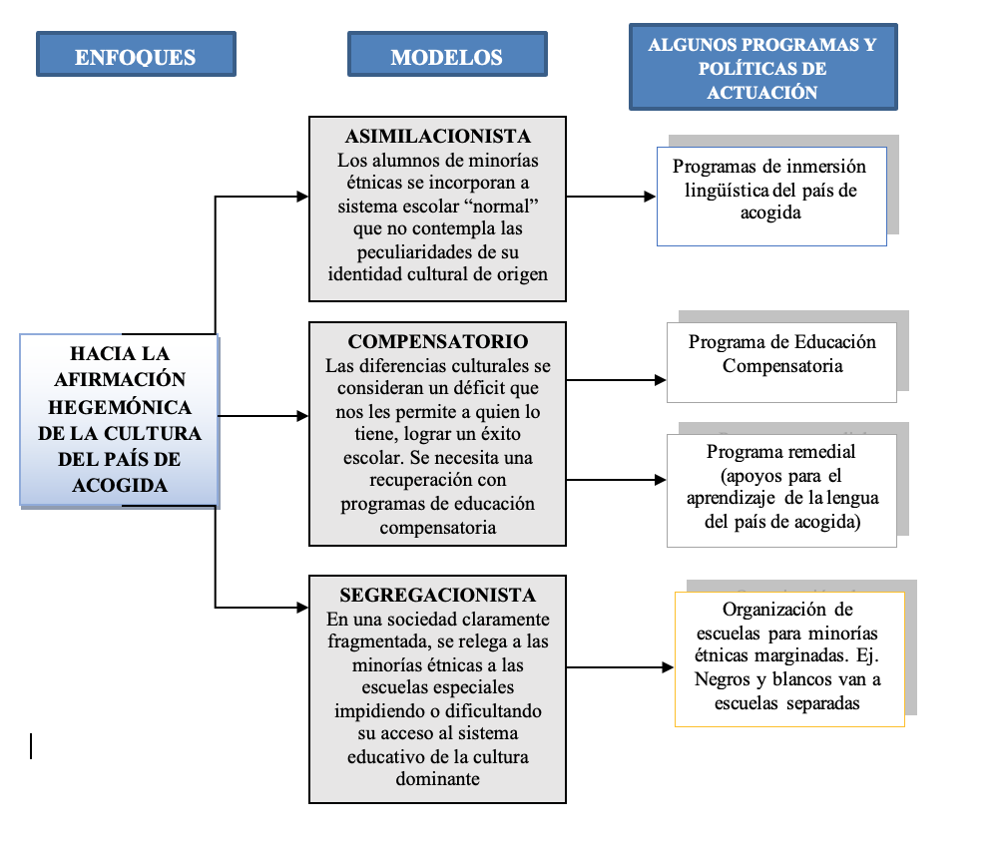 ENFOQUES
MODELOS
ALGUNOS PROGRAMAS Y
POLÍTICAS DE
ACTUACIÓN
HACIA LA
AFIRMACIÓN
HEGEMÓNICA
DE LA CULTURA
DEL PAÍS DE
ACOGIDA
ASIMILACIONISTA
Los alumnos de minorías
étnicas se incorporan a
sistema escolar “normal”
que no contempla las
peculiaridades de su
identidad cultural de origen
Programas de inmersión
lingüística del país de
acogida
COMPENSATORIO
Las diferencias culturales se
consideran un déficit que
nos les permite a quien lo
tiene, lograr un éxito
escolar. Se necesita una
recuperación con
programas de educación
compensatoria
Programa de Educación
Compensatoria
Programa remedial
(apoyos para el
aprendizaje de la lengua
del país de acogida)
SEGREGACIONISTA
En una sociedad claramente
fragmentada, se relega a las
minorías étnicas a las
escuelas especiales
impidiendo o dificultando
su acceso al sistema
educativo de la cultura
dominante
Organización de
escuelas para minorías
étnicas marginadas. Ej.
Negros y blancos van a
escuelas separadas